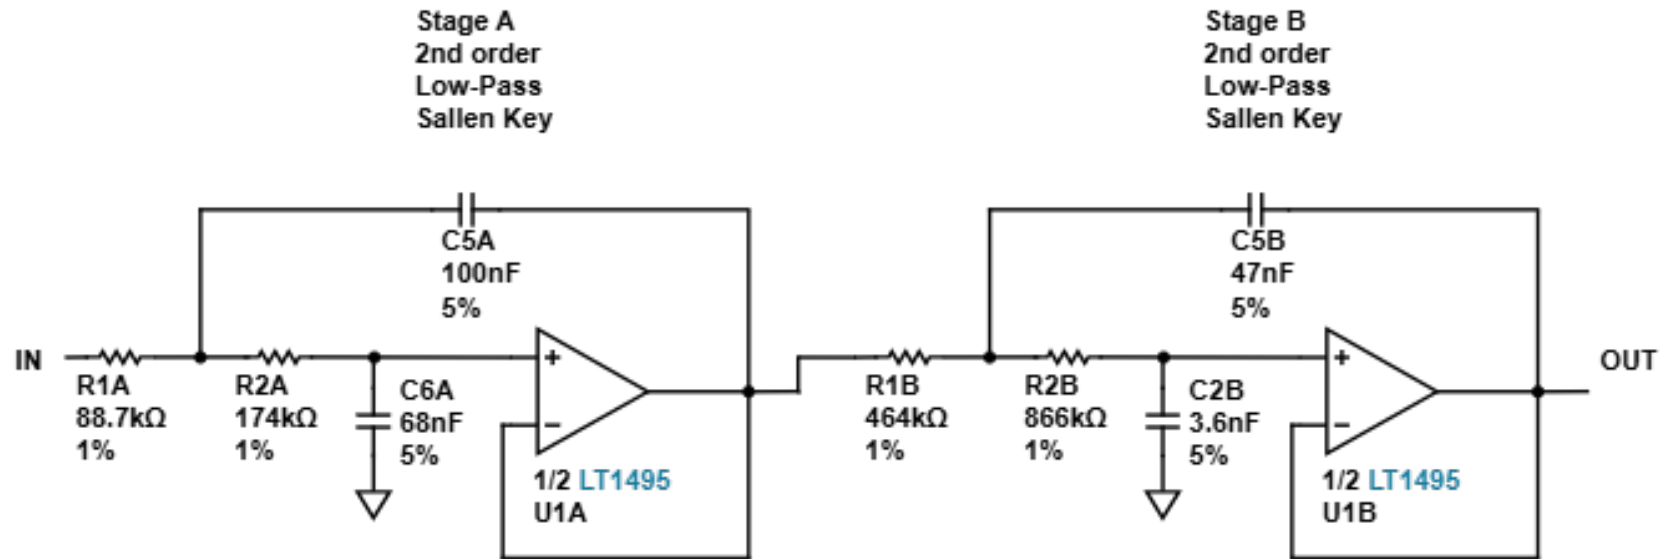 Stage A
2nd order
Low-Pass
Sallen Key
Stage B
2nd order
Low-Pass
Sallen Key
C5A
100nF
5%
C5B
47nF
5%
IN
R1A
88.7kΩ
1%
R2A
174kΩ
1%
C6A
68nF
5%
+
−
1/2 LT1495
U1A
R1B
464kΩ
1%
R2B
866kΩ
1%
C2B
3.6nF
5%
+
−
1/2 LT1495
U1B
OUT